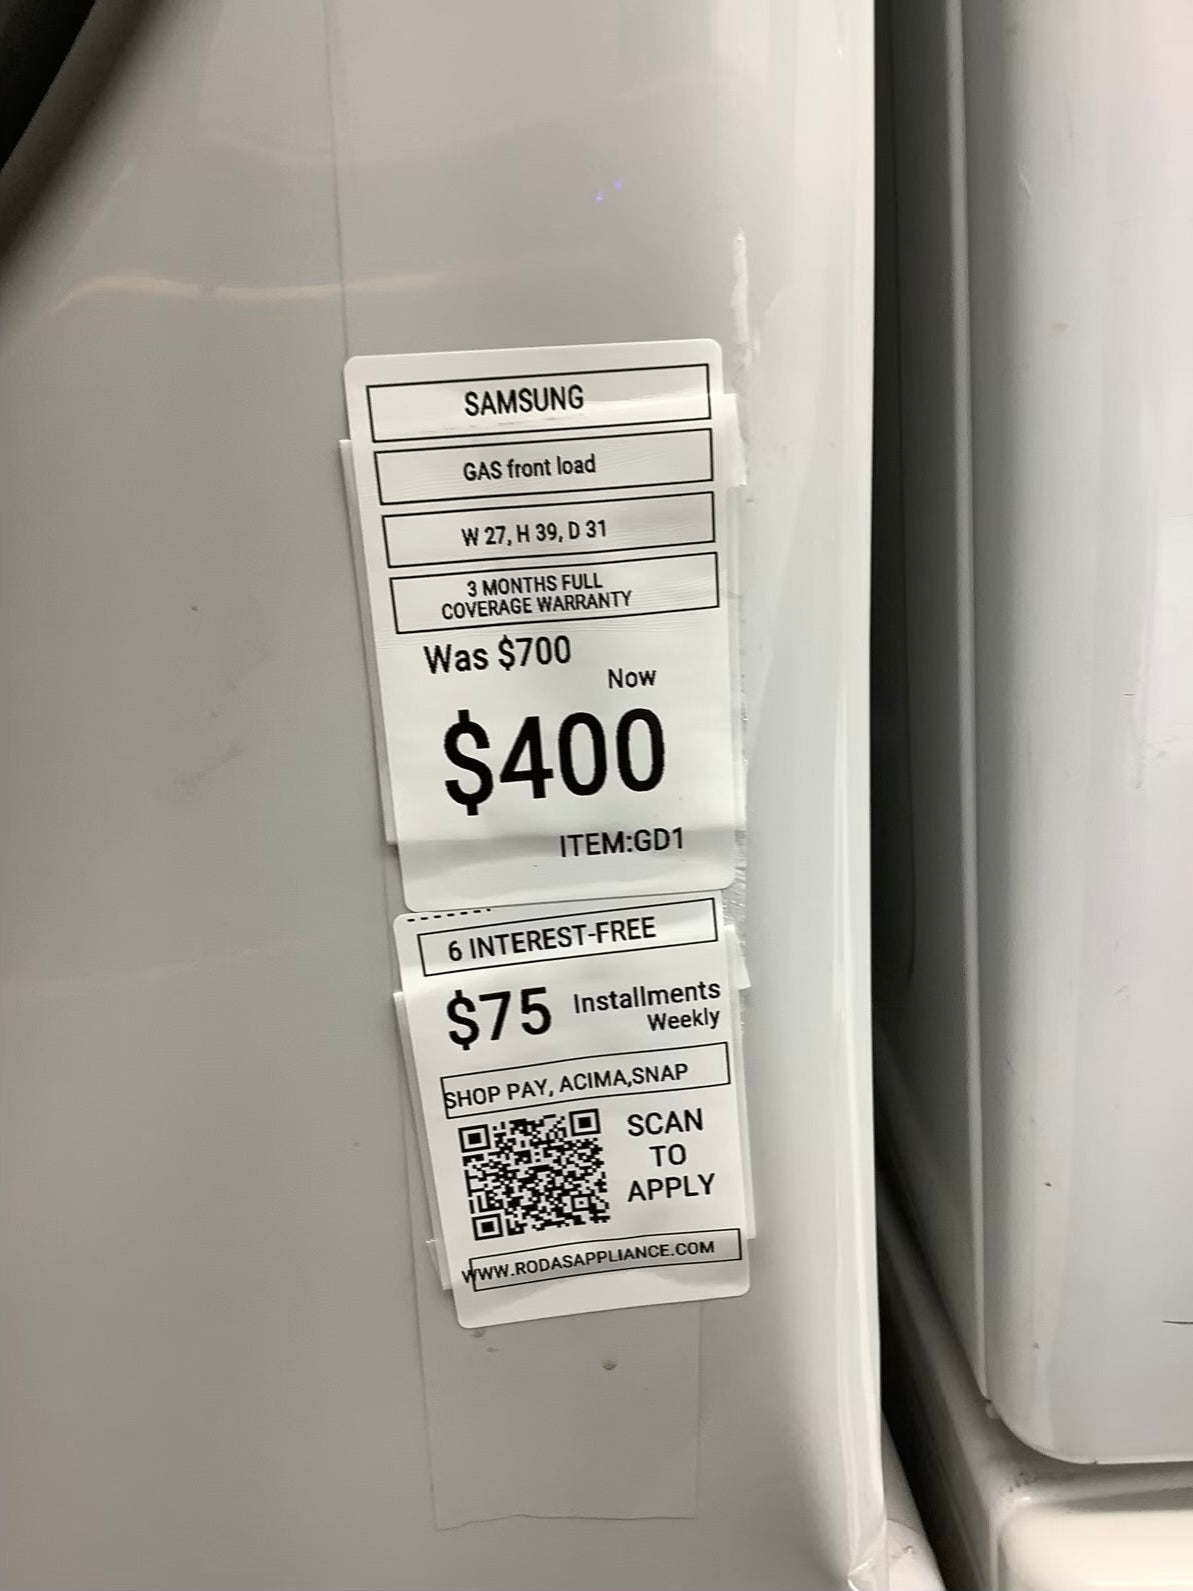 SAMSUNG
GAS front load
W 27, H 39, D 31
3 MONTHS FULL
COVERAGE WARRANTY
Was $700
Now
$400
ITEM:GD1
6 INTEREST-FREE
$75 Installments
Weekly
SHOP PAY, ACIMA,SNAP
SCAN
TO
APPLY
WWW.RODASAPPLIANCE.COM